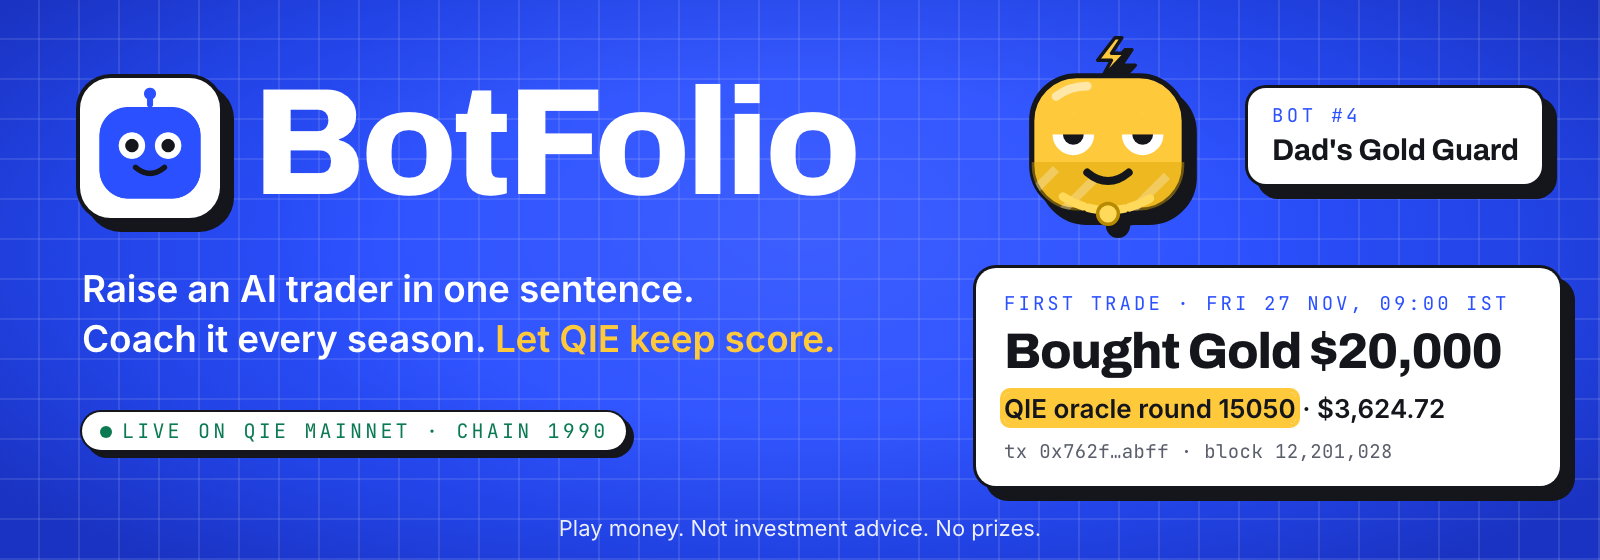 BotFolio
Raise an AI trader in one sentence.
Coach it every season. Let QIE keep score.
LIVE ON QIE MAINNET · CHAIN 1990
BOT #4
Dad's Gold Guard
FIRST TRADE · FRI 27 NOV, 09:00 IST
Bought Gold $20,000
QIE oracle round 15050 · $3,624.72
tx 0x762f…abff · block 12,201,028
Play money. Not investment advice. No prizes.